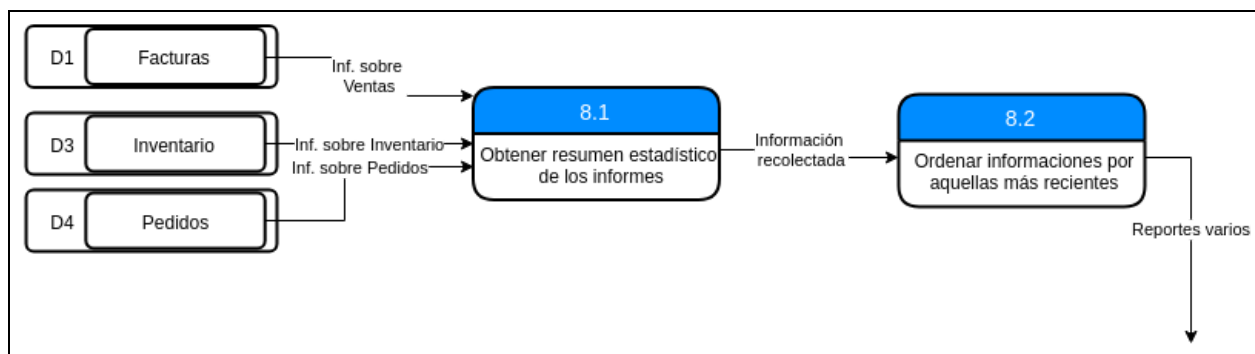 D1
Facturas
Inf. sobre
Ventas
D3
Inventario
Inf. sobre Inventario
Inf. sobre Pedidos
D4
Pedidos
8.1
Obtener resumen estadístico
de los informes
Información
recolectada
8.2
Ordenar informaciones por
aquellas más recientes
Reportes varios